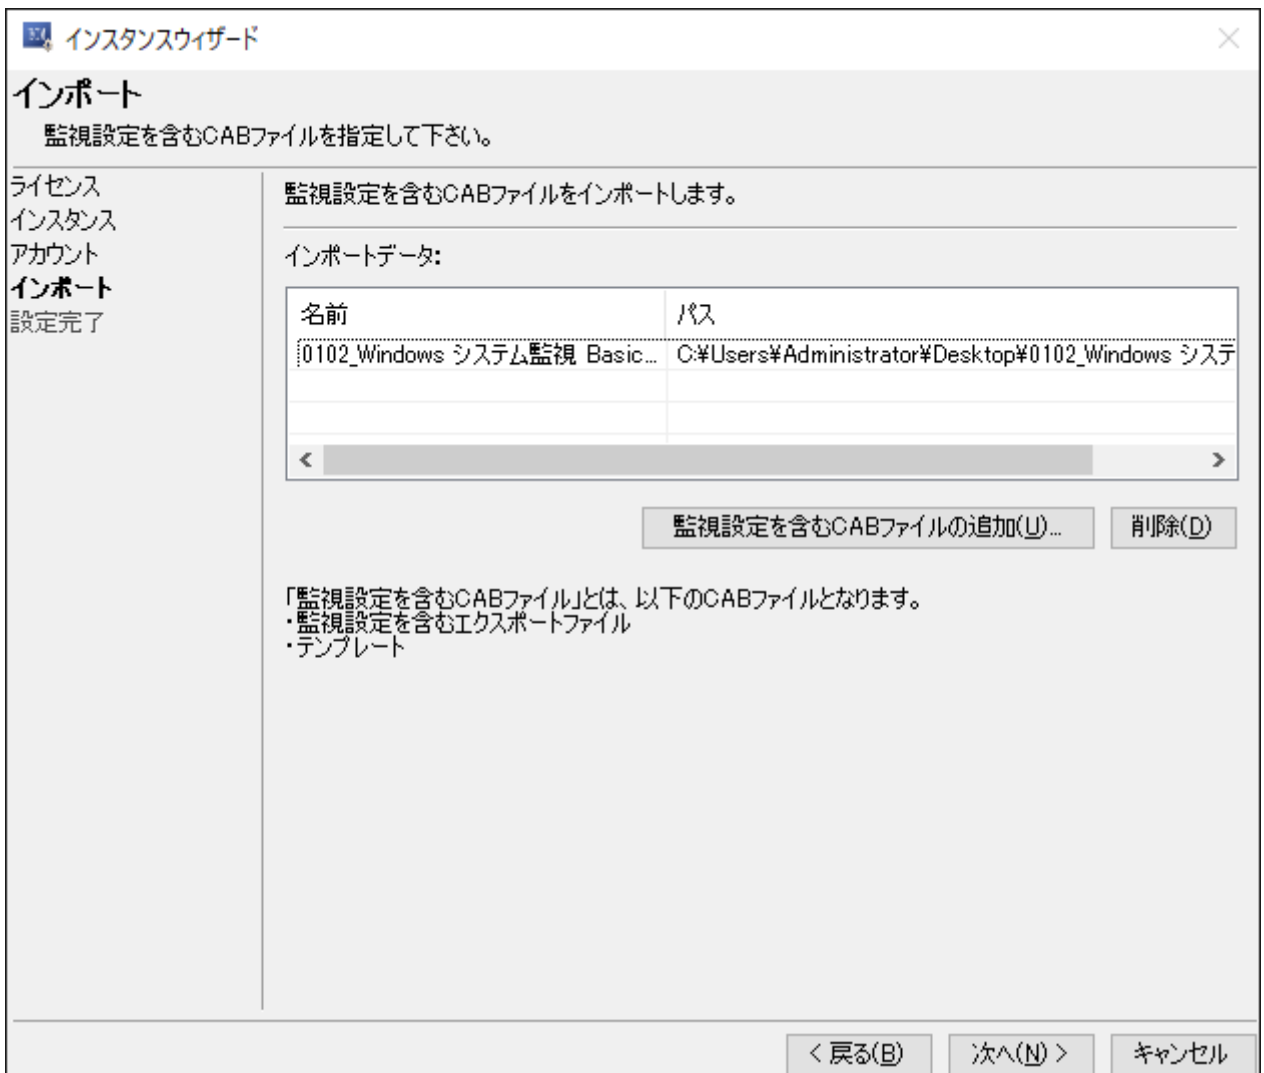 インスタンスウィザード
インポート
監視設定を含むCABファイルを指定して下さい。
ライセンス
インスタンス
アカウント
インポート
設定完了
監視設定を含むCABファイルをインポートします。
インポートデータ:
名前 パス
0102_Windows システム監視 Basic... C:¥Users¥Administrator¥Desktop¥0102_Windows システ
監視設定を含むCABファイルの追加(U)... 削除(D)
「監視設定を含むCABファイル」とは、以下のCABファイルとなります。
・監視設定を含むエクスポートファイル
・テンプレート
< 戻る(B) 次へ(N) > キャンセル